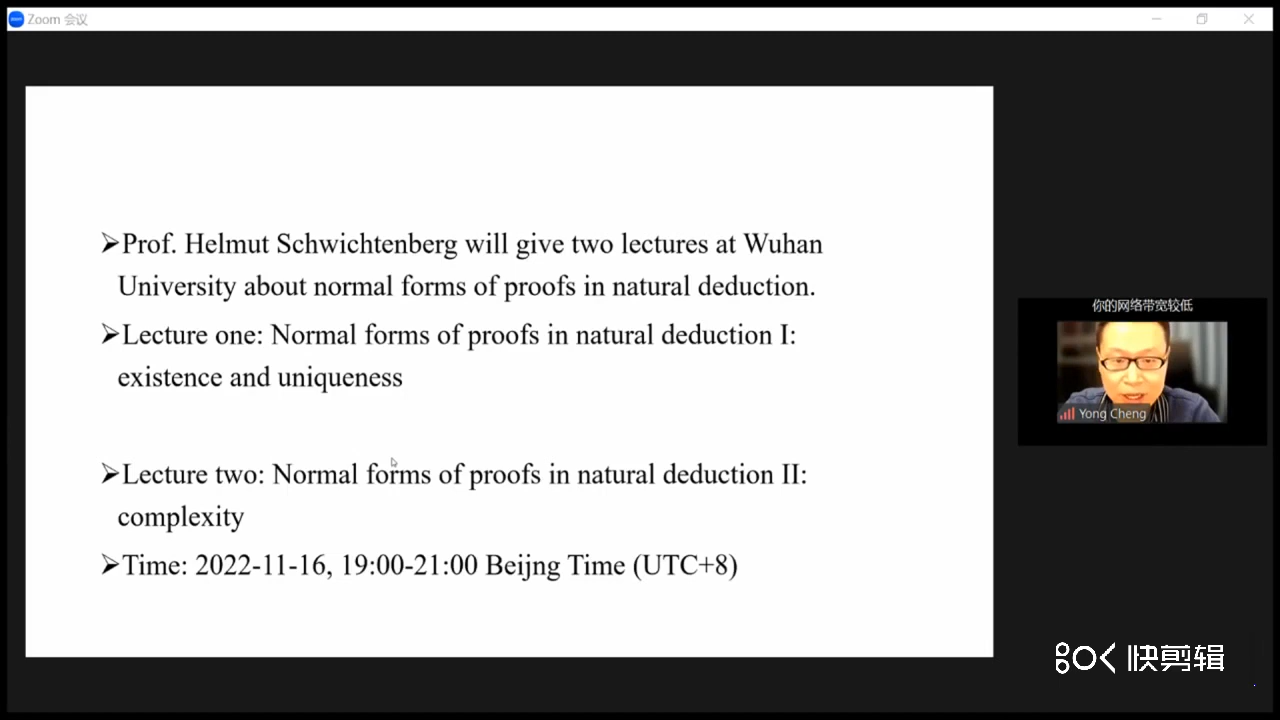 zoom
Zoom 会议
➢Prof. Helmut Schwichtenberg will give two lectures at Wuhan
University about normal forms of proofs in natural deduction.
➢Lecture one: Normal forms of proofs in natural deduction I:
existence and uniqueness
➢Lecture two: Normal forms of proofs in natural deduction II:
complexity
➢Time: 2022-11-16, 19:00-21:00 Beijng Time (UTC+8)
你的网络带宽较低
Yong Cheng
快剪辑